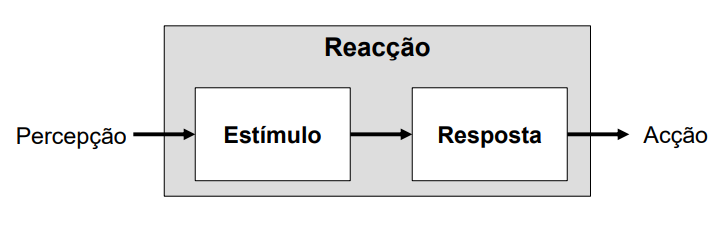 Reacção
Percepção
Estímulo
Resposta
Acção